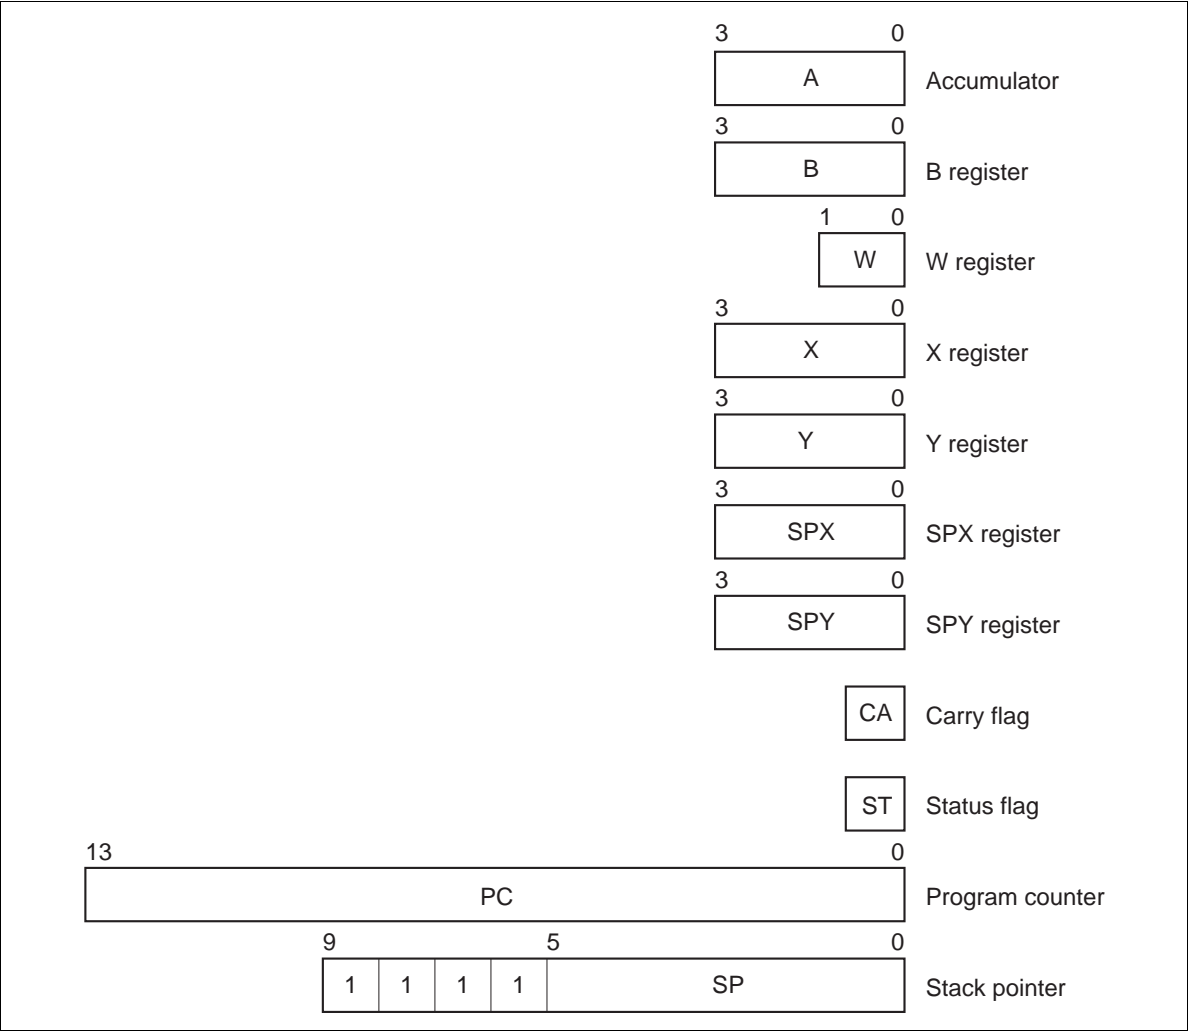 3 0
A Accumulator
3 0
B B register
1 0
W W register
3 0
X X register
3 0
Y Y register
3 0
SPX SPX register
3 0
SPY SPY register
CA Carry flag
ST Status flag
13 0
PC Program counter
9 5 0
1 1 1 1 SP Stack pointer